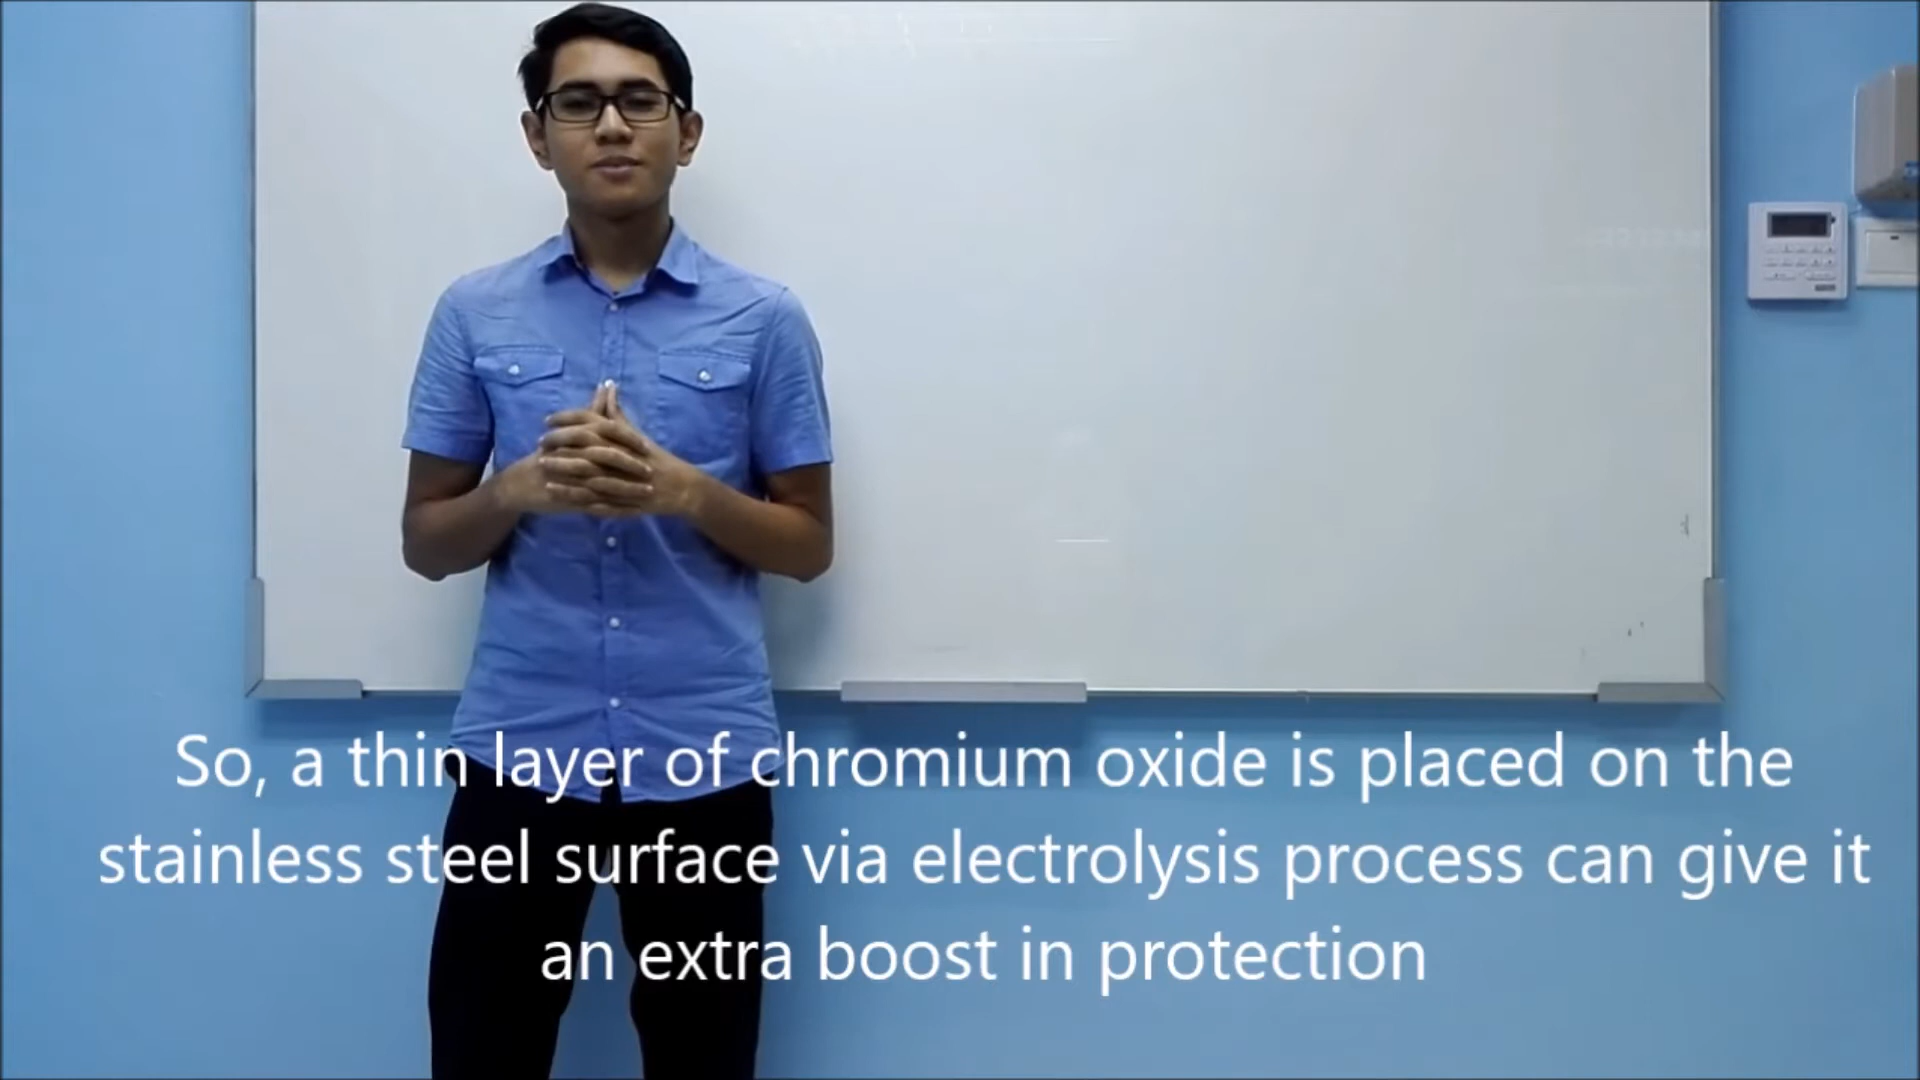 So, a thin layer of chromium oxide is placed on the
stainless steel surface via electrolysis process can give it
an extra boost in protection